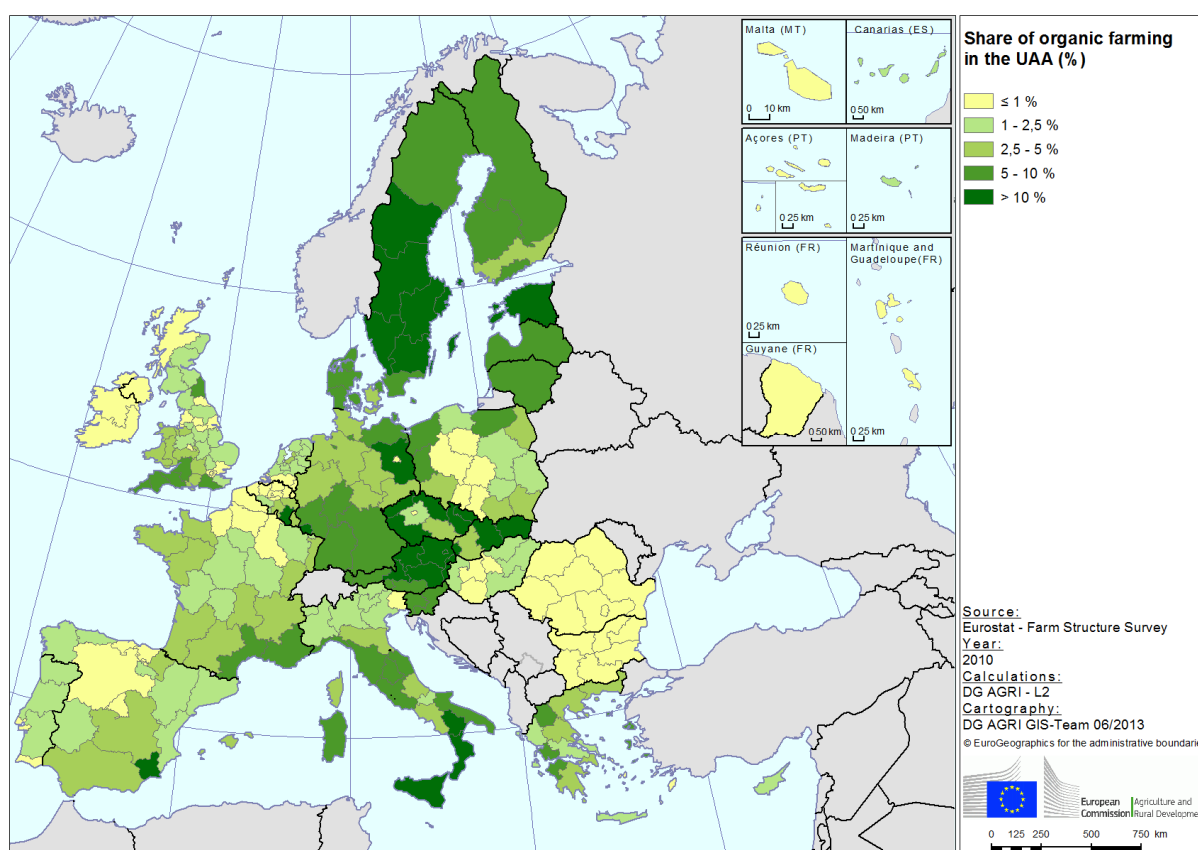 Malta (MT)
0 10 km
Canarias (ES)
0 50 km
Açores (PT)
0 25 km
Madeira (PT)
0 25 km
Réunion (FR)
0 25 km
Martinique and
Guadeloupe(FR)
0 25 km
Guyane (FR)
0 50 km
Share of organic farming
in the UAA (%)
≤ 1 %
1 - 2,5 %
2,5 - 5 %
5 - 10 %
> 10 %
Source:
Eurostat - Farm Structure Survey
Year:
2010
Calculations:
DG AGRI - L2
Cartography:
DG AGRI GIS-Team 06/2013
© EuroGeographics for the administrative boundarie
European
Commission
Agriculture and
Rural Developme
0 125 250 500 750 km